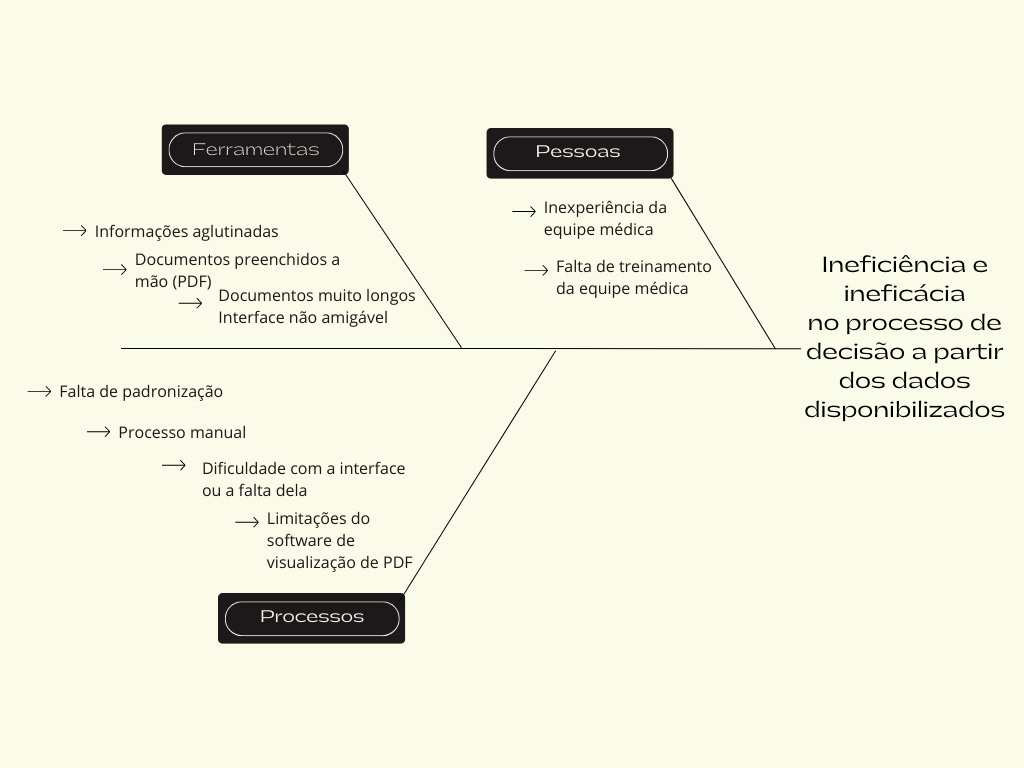 Ferramentas
Pessoas
Informações aglutinadas
Documentos preenchidos a
mão (PDF)
Documentos muito longos
Interface não amigável
Inexperiência da
equipe médica
Falta de treinamento
da equipe médica
Ineficiência e
ineficácia
no processo de
decisão a partir
dos dados
disponibilizados
Falta de padronização
Processo manual
Dificuldade com a interface
ou a falta dela
Limitações do
software de
visualização de PDF
Processos